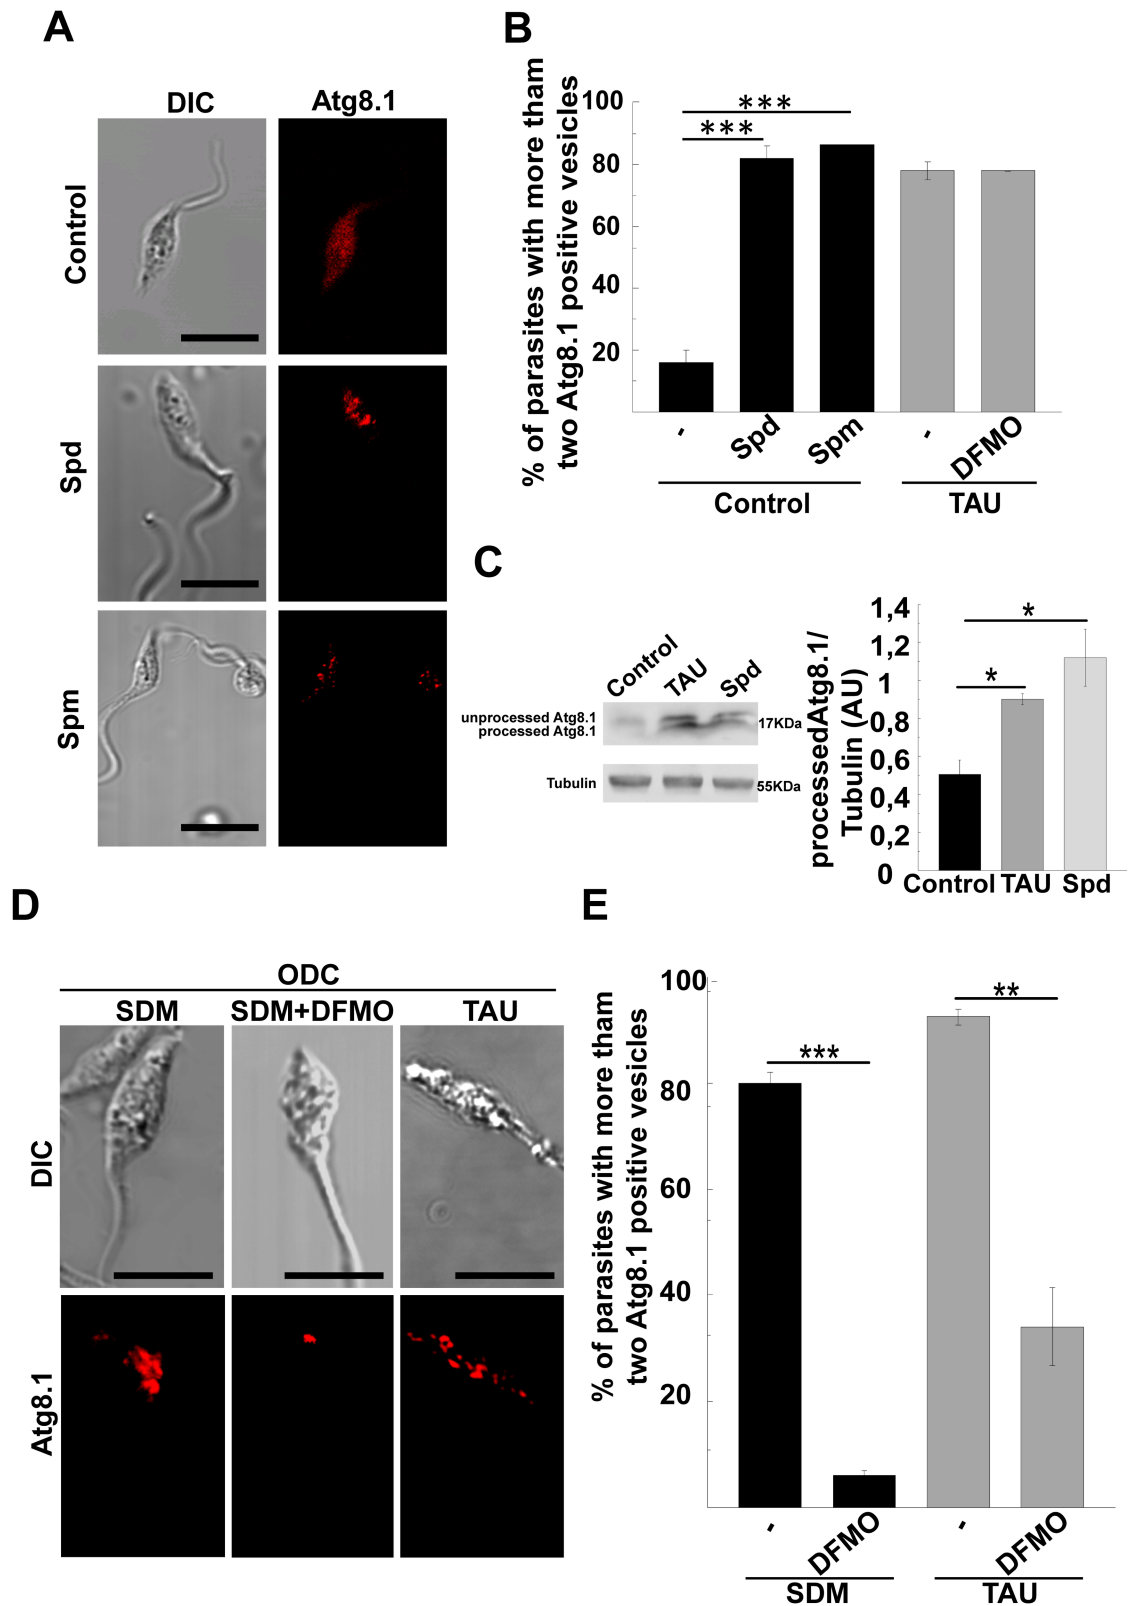 A
DIC
Atg8.1
Control
Spd
Spm
B
% of parasites with more tham
two Atg8.1 positive vesicles
100
80
60
40
20
***
***
-
Spd
Spm
-
DFMO
Control
TAU
C
Control
TAU
Spd
unprocessed Atg8.1
processed Atg8.1
17KDa
Tubulin
55KDa
processedAtg8.1/
Tubulin (AU)
1,4
1,2
1
0,8
0,6
0,4
0,2
0
*
*
Control
TAU
Spd
D
ODC
SDM
SDM+DFMO
TAU
DIC
Atg8.1
E
% of parasites with more tham
two Atg8.1 positive vesicles
100
80
60
40
20
***
**
-
DFMO
-
DFMO
SDM
TAU